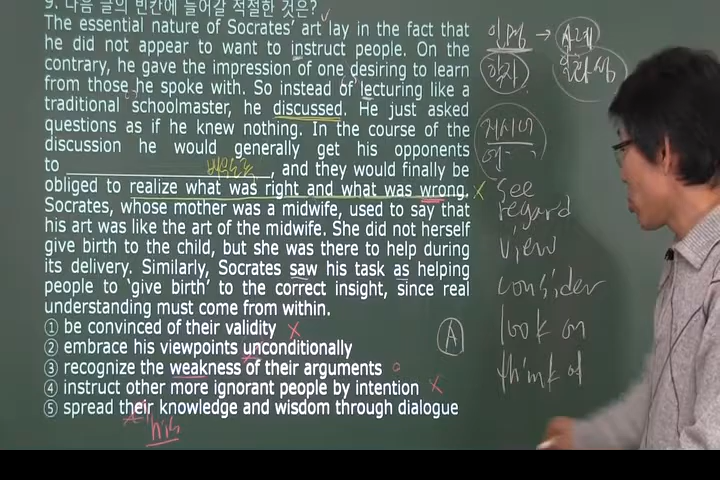 9. 다음 글의 빈칸에 들어갈 적절한 것은?
The essential nature of Socrates' art lay in the fact that
he did not appear to want to instruct people. On the
contrary, he gave the impression of one desiring to learn
from those he spoke with. So instead of lecturing like a
traditional schoolmaster, he discussed. He just asked
questions as if he knew nothing. In the course of the
discussion he would generally get his opponents
to ____________________, and they would finally be
obliged to realize what was right and what was wrong.
Socrates, whose mother was a midwife, used to say that
his art was like the art of the midwife. She did not herself
give birth to the child, but she was there to help during
its delivery. Similarly, Socrates saw his task as helping
people to 'give birth' to the correct insight, since real
understanding must come from within.
① be convinced of their validity
② embrace his viewpoints unconditionally
③ recognize the weakness of their arguments
④ instruct other more ignorant people by intention
⑤ spread their knowledge and wisdom through dialogue
his
A
see
regard
view
consider
look on
think of